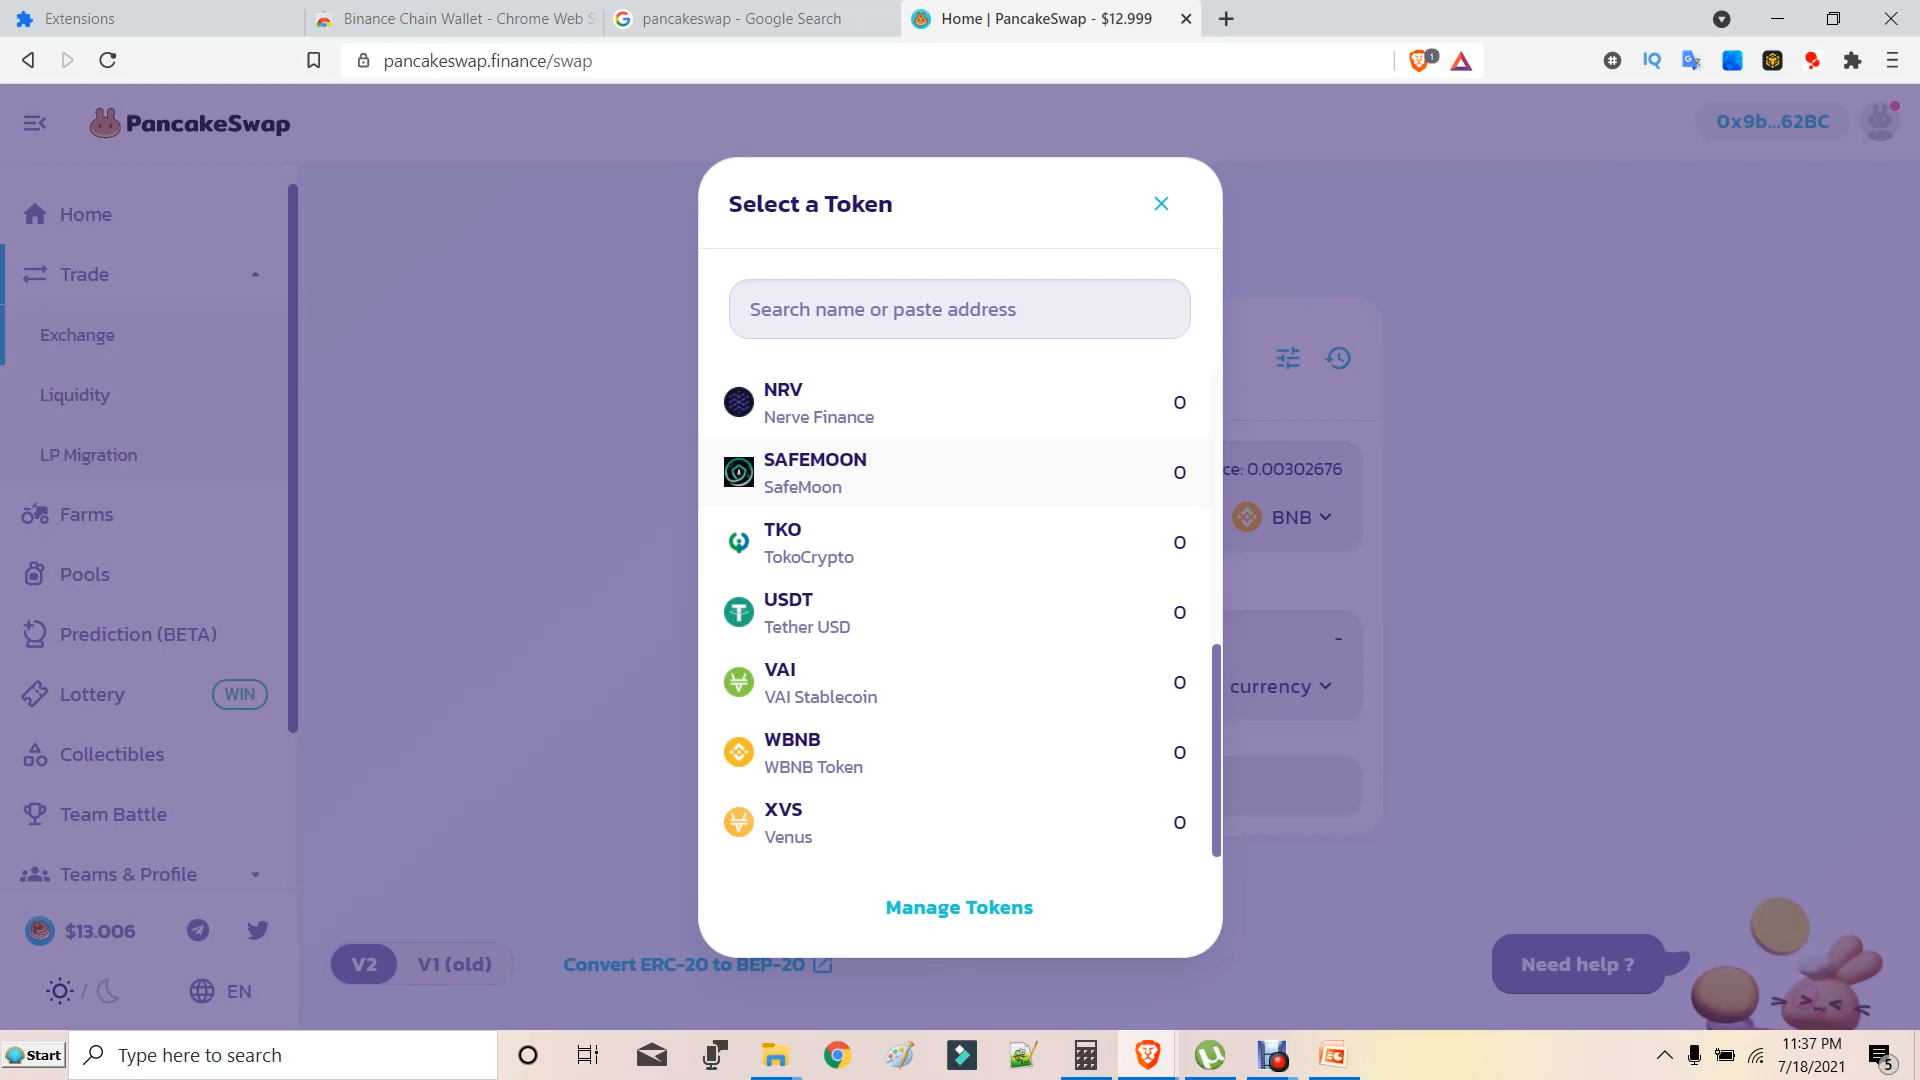 Extensions
Binance Chain Wallet - Chrome Web S
pancakeswap - Google Search
Home | PancakeSwap - $12.999
pancakeswap.finance/swap
1
IQ
PancakeSwap
0x9b...62BC
Home
Trade
Exchange
Liquidity
LP Migration
Farms
Pools
Prediction (BETA)
Lottery
WIN
Collectibles
Team Battle
Teams & Profile
$13.006
/
EN
Select a Token
Search name or paste address
NRV
Nerve Finance
0
SAFEMOON
SafeMoon
0
TKO
TokoCrypto
0
USDT
Tether USD
0
VAI
VAI Stablecoin
0
WBNB
WBNB Token
0
XVS
Venus
0
Manage Tokens
ce: 0.00302676
BNB
-
currency
V2
V1 (old)
Convert ERC-20 to BEP-20
Need help ?
Start
Type here to search
11:37 PM
7/18/2021
5